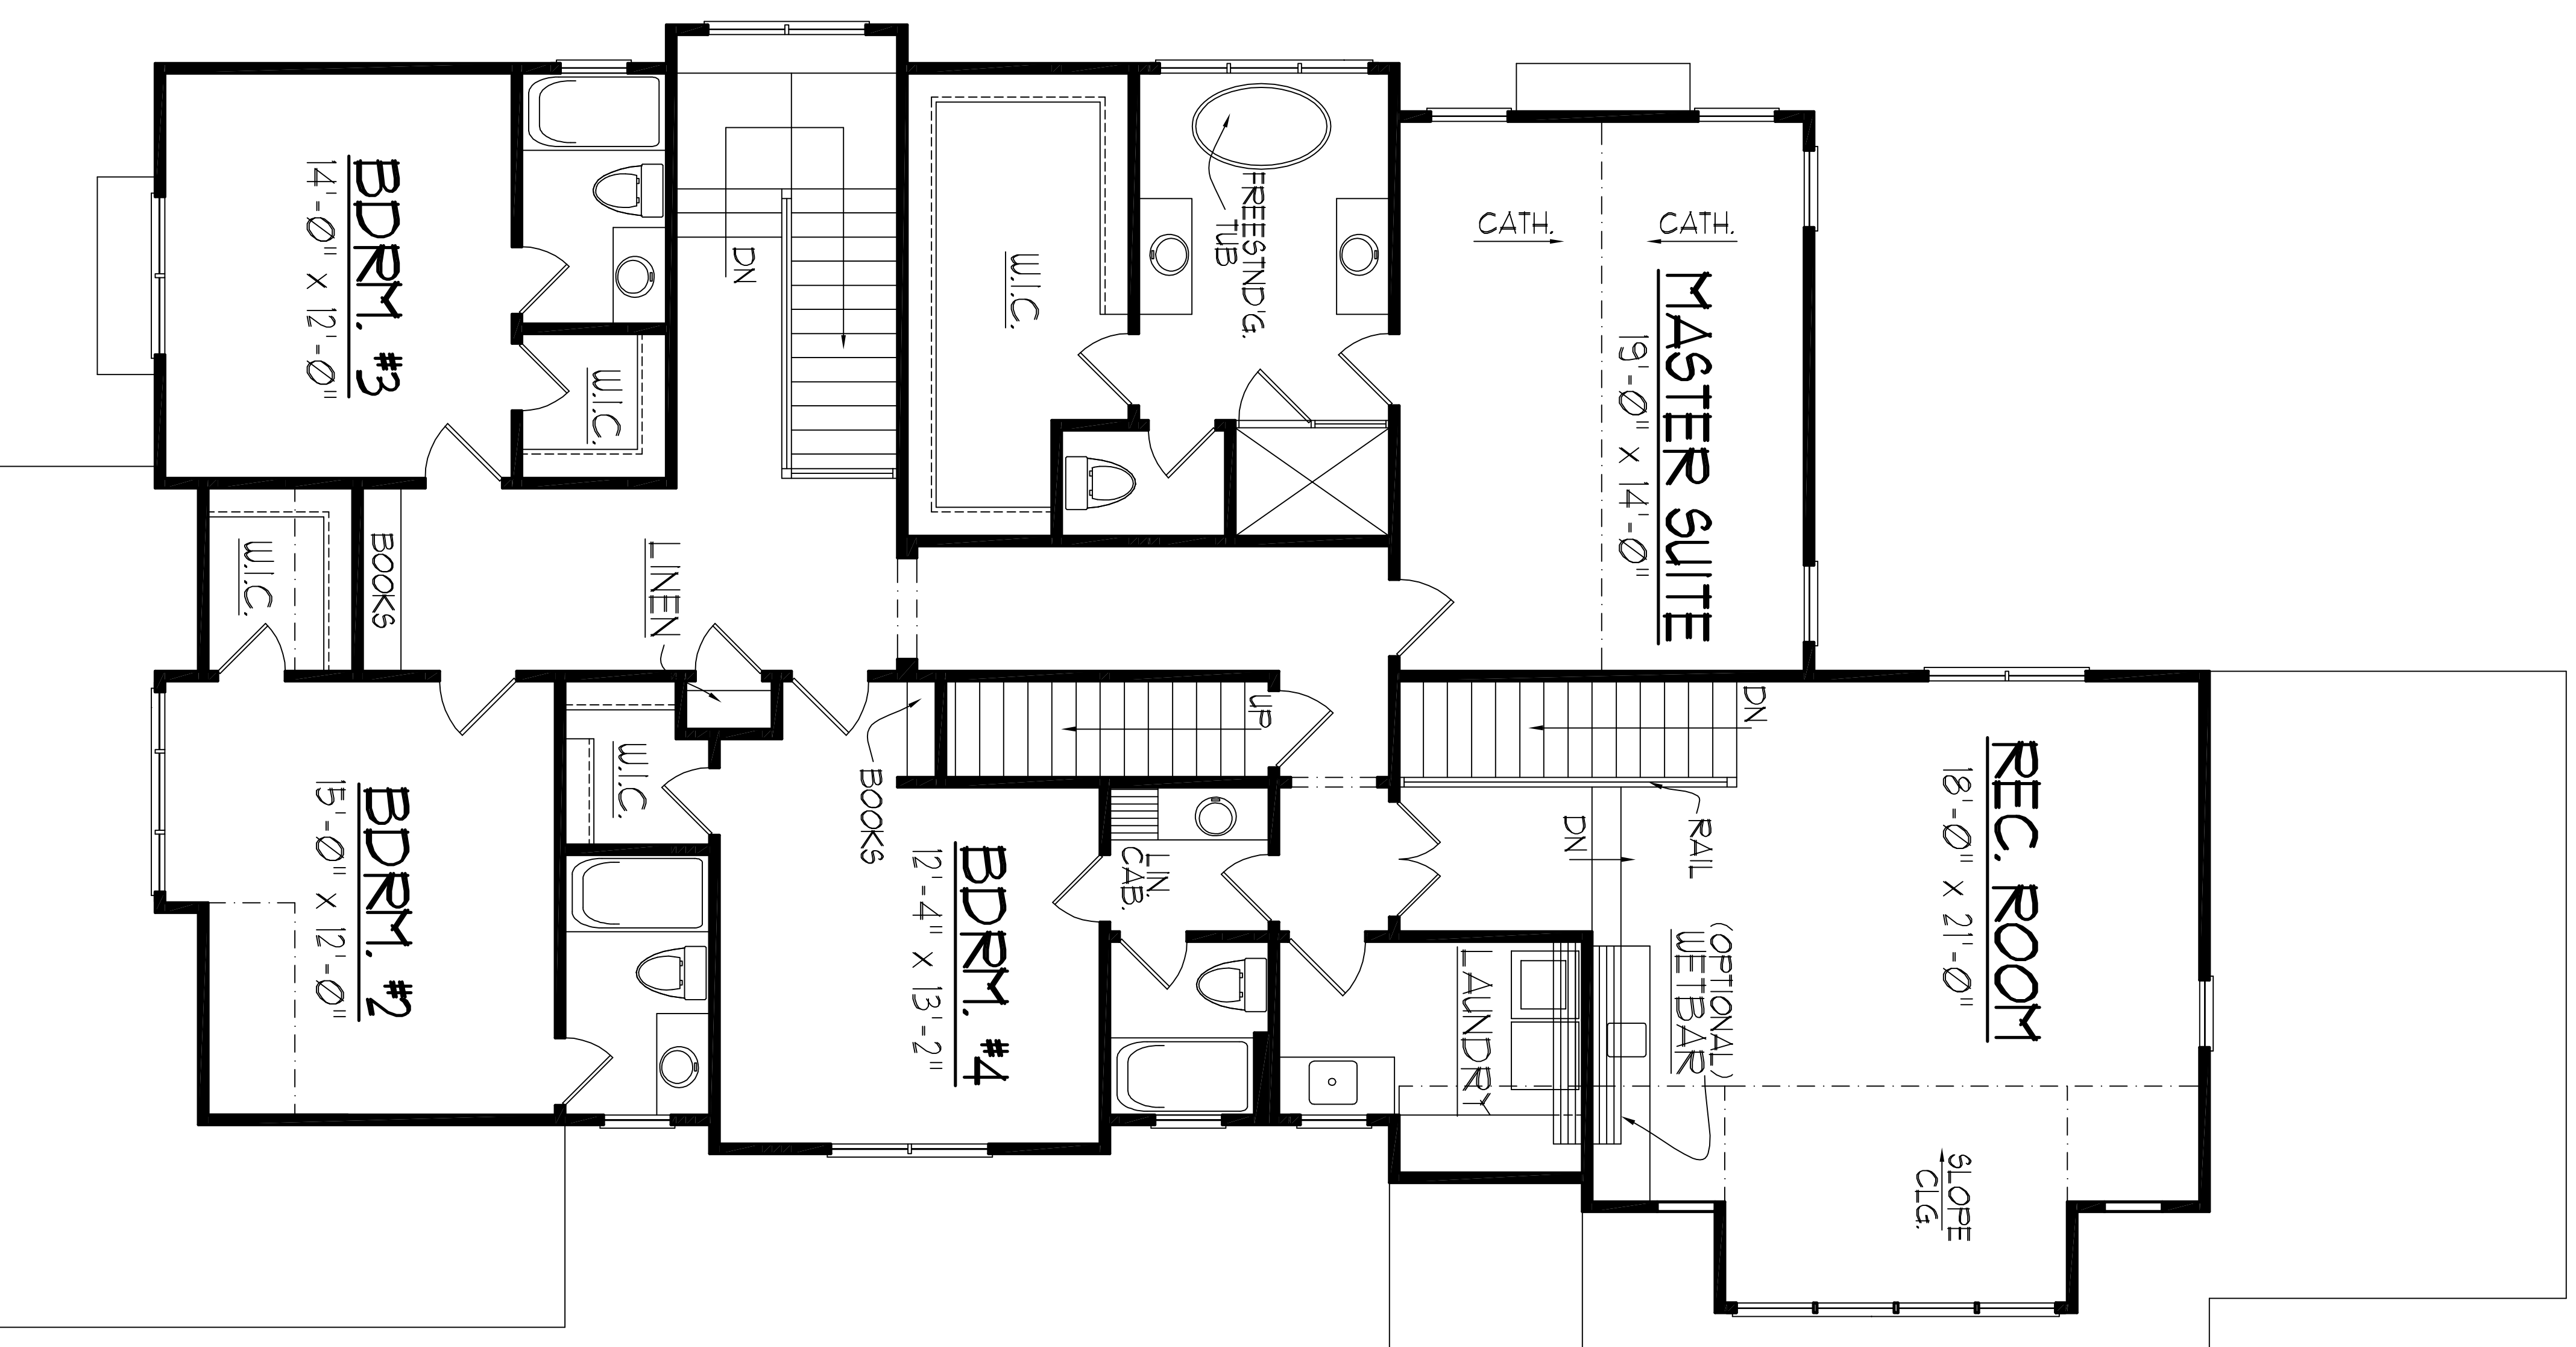 BDRM. #3
14'-0" X 12'-0"
W.I.C.
DN
W.I.C.
FREESTND'G.
TUB
CATH.
CATH.
MASTER SUITE
19'-0" X 14'-0"
W.I.C.
BOOKS
LINEN
BDRM. #2
15'-0" X 12'-0"
W.I.C.
BOOKS
UP
BDRM. #4
12'-4" X 13'-2"
LIN.
CAB.
DN
DN
RAIL
LAUNDRY
(OPTIONAL)
WETBAR
REC. ROOM
18'-0" X 21'-0"
SLOPE
CLG.